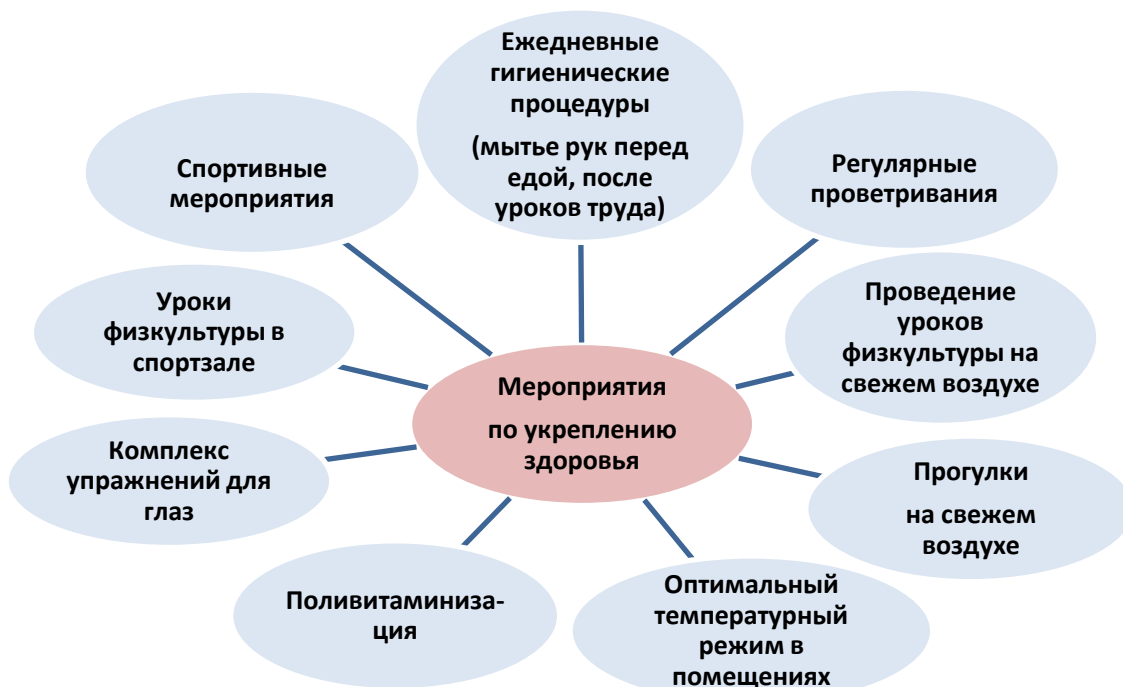 Ежедневные
гигиенические
процедуры
(мытье рук перед
едой, после
уроков труда)
Спортивные
мероприятия
Регулярные
проветривания
Уроки
физкультуры в
спортзале
Проведение
уроков
физкультуры на
свежем воздухе
Мероприятия
по укреплению
здоровья
Комплекс
упражнений для
глаз
Прогулки
на свежем
воздухе
Поливитаминиза-
ция
Оптимальный
температурный
режим в
помещениях